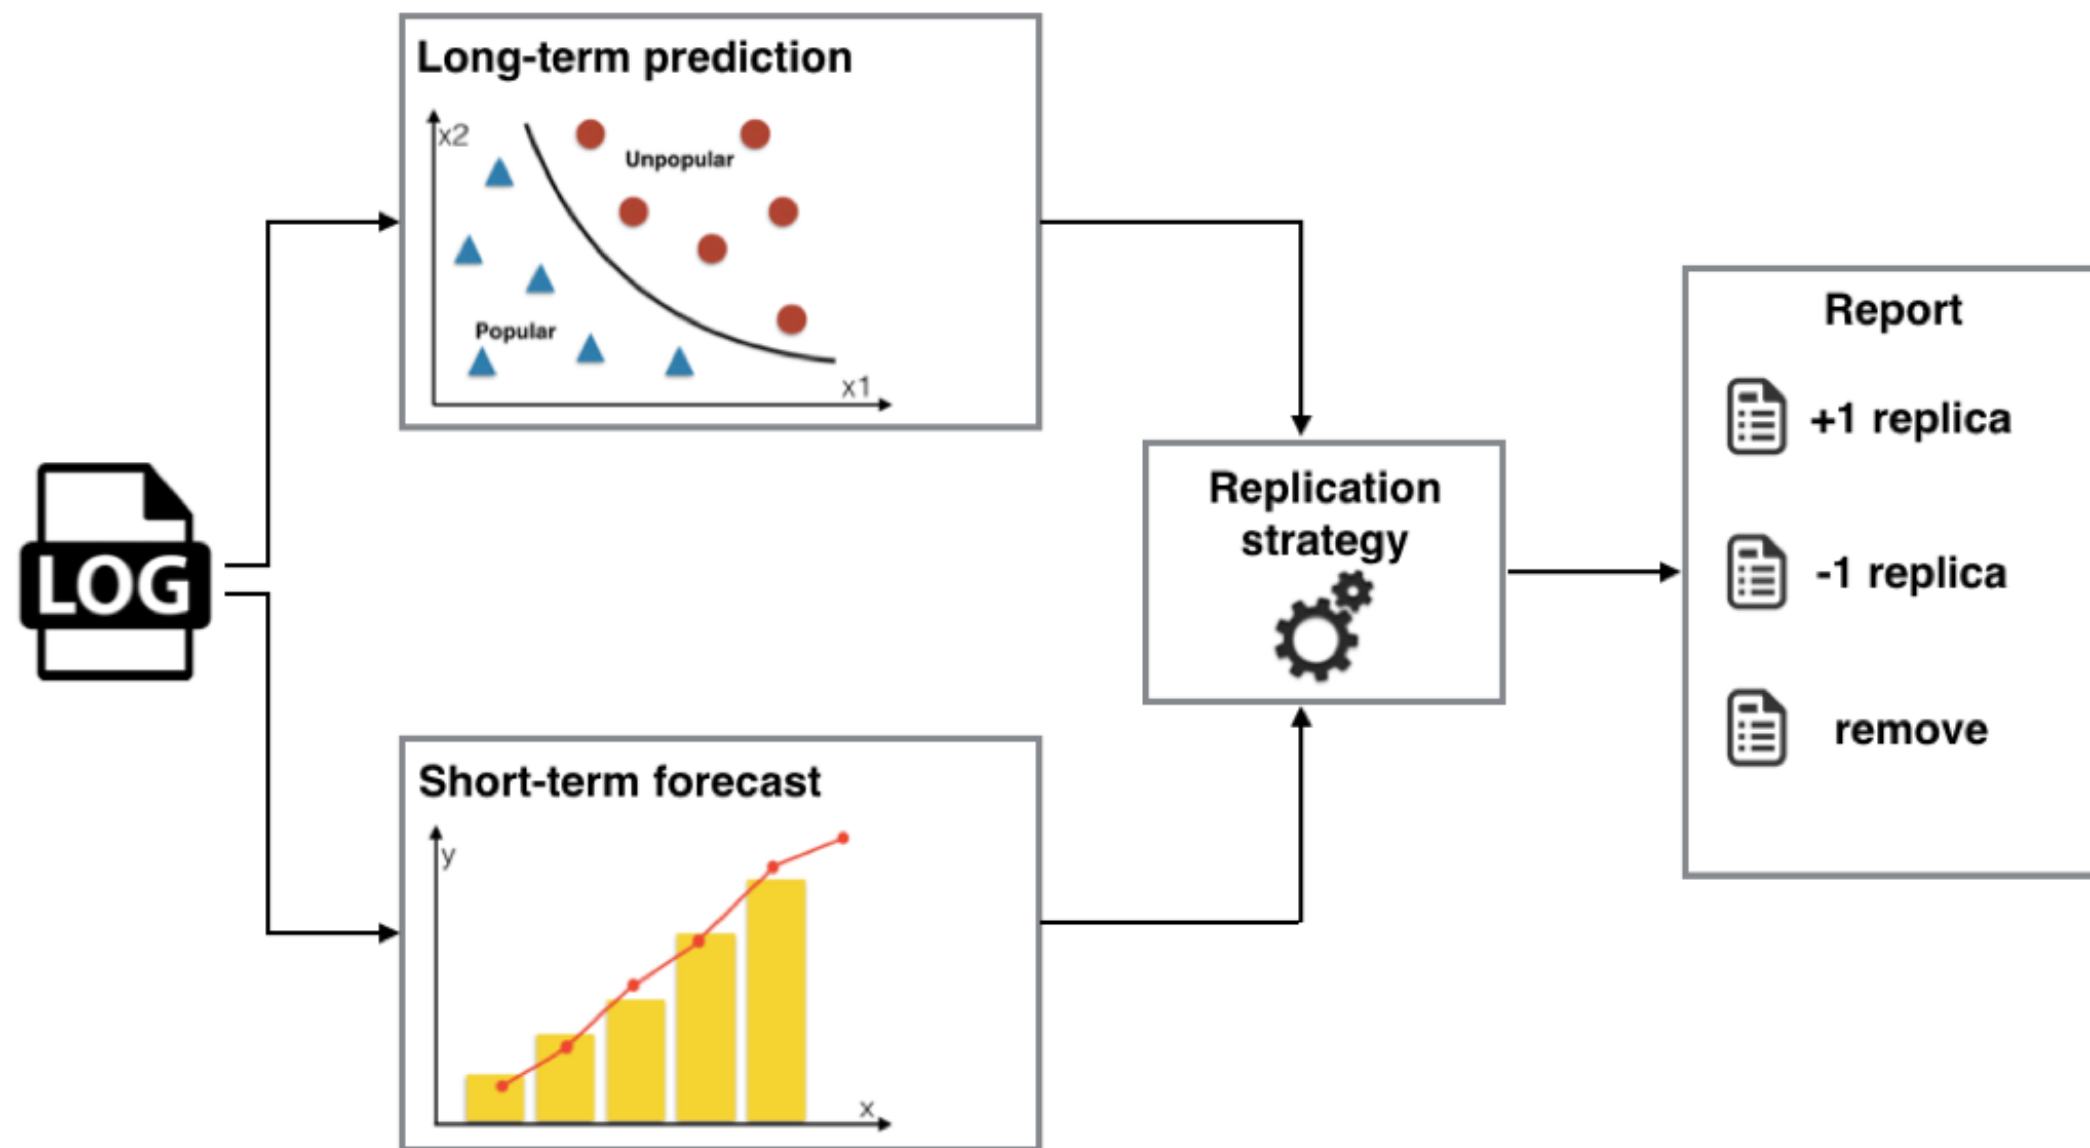 Long-term prediction
x2
Unpopular
Popular
x1
LOG
Short-term forecast
y
x
Replication
strategy
Report
+1 replica
-1 replica
remove